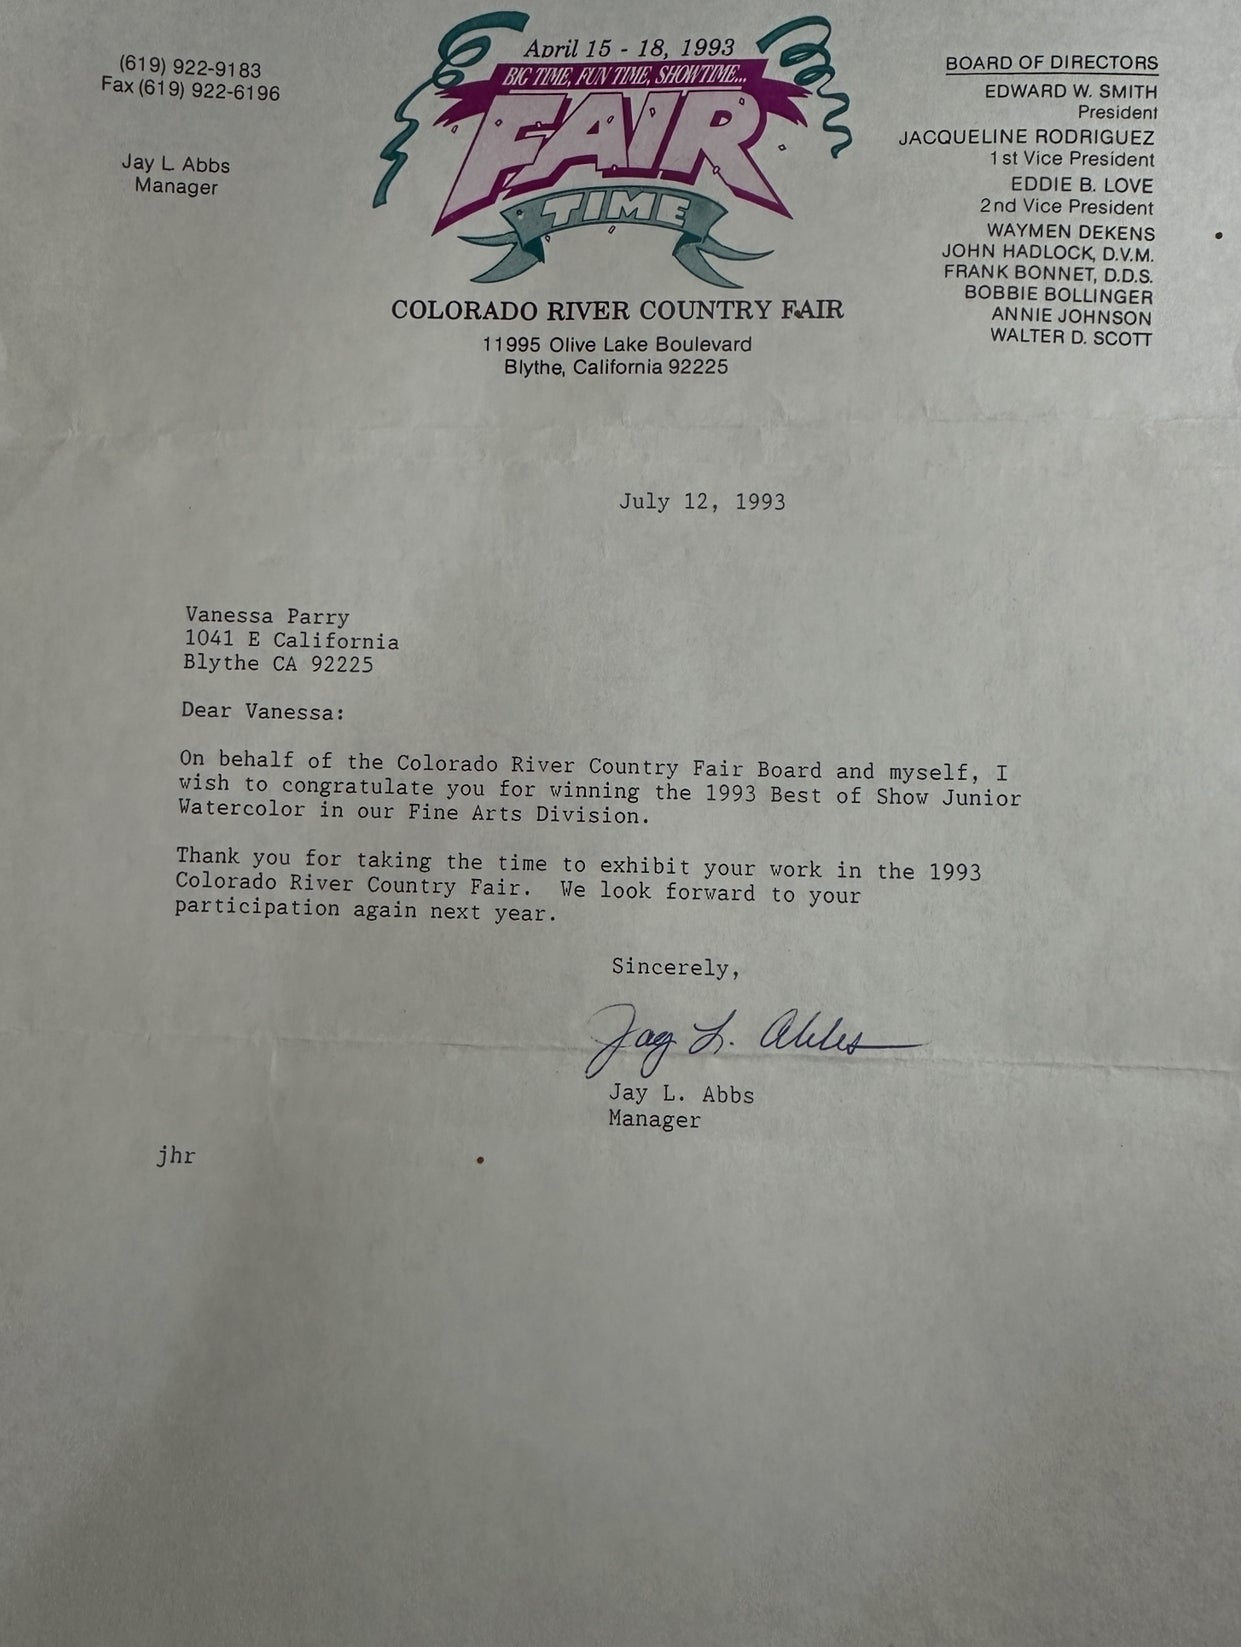 (619) 922-9183
Fax (619) 922-6196
Jay L. Abbs
Manager
April 15 - 18, 1993
BIG TIME, FUN TIME, SHOWTIME...
FAIR
TIME
COLORADO RIVER COUNTRY FAIR
11995 Olive Lake Boulevard
Blythe, California 92225
BOARD OF DIRECTORS
EDWARD W. SMITH
President
JACQUELINE RODRIGUEZ
1st Vice President
EDDIE B. LOVE
2nd Vice President
WAYMEN DEKENS
JOHN HADLOCK, D.V.M.
FRANK BONNET, D.D.S.
BOBBIE BOLLINGER
ANNIE JOHNSON
WALTER D. SCOTT
July 12, 1993
Vanessa Parry
1041 E California
Blythe CA 92225
Dear Vanessa:
On behalf of the Colorado River Country Fair Board and myself, I
wish to congratulate you for winning the 1993 Best of Show Junior
Watercolor in our Fine Arts Division.
Thank you for taking the time to exhibit your work in the 1993
Colorado River Country Fair.  We look forward to your
participation again next year.
Sincerely,
Jay L. Abbs
Jay L. Abbs
Manager
jhr